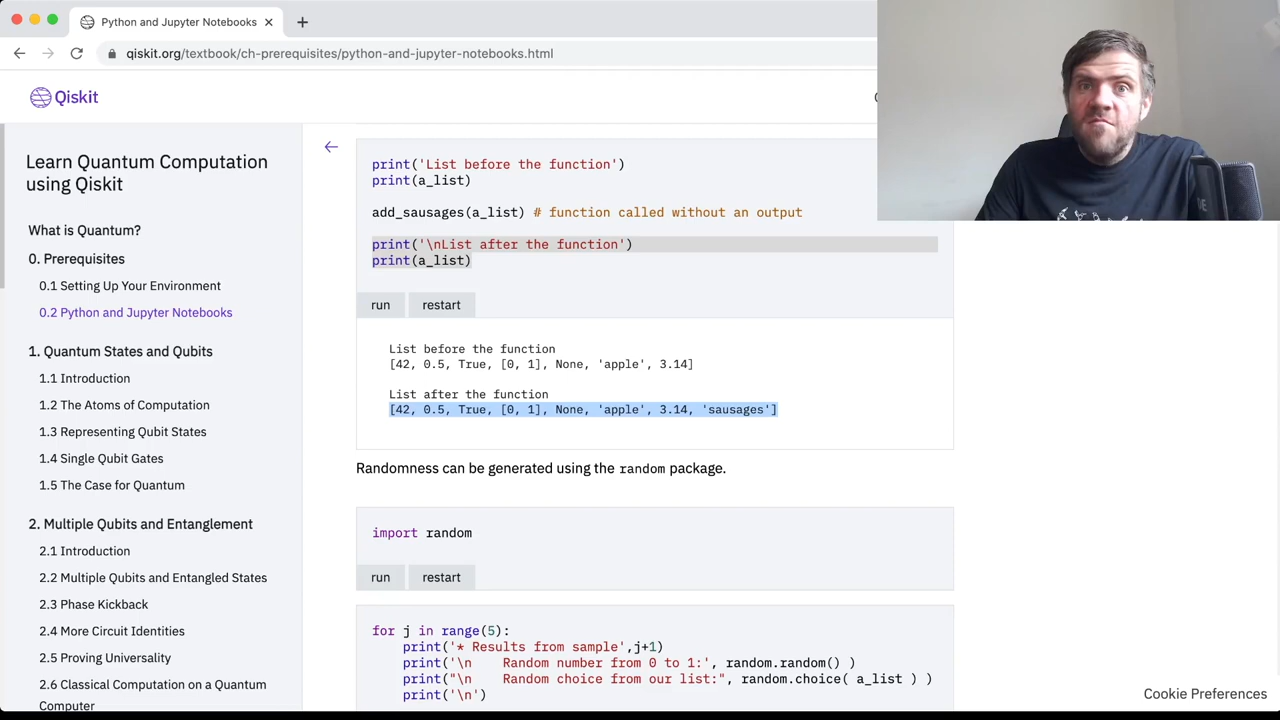 Python and Jupyter Notebooks
qiskit.org/textbook/ch-prerequisites/python-and-jupyter-notebooks.html
Qiskit
Learn Quantum Computation
using Qiskit
What is Quantum?
0. Prerequisites
0.1 Setting Up Your Environment
0.2 Python and Jupyter Notebooks
1. Quantum States and Qubits
1.1 Introduction
1.2 The Atoms of Computation
1.3 Representing Qubit States
1.4 Single Qubit Gates
1.5 The Case for Quantum
2. Multiple Qubits and Entanglement
2.1 Introduction
2.2 Multiple Qubits and Entangled States
2.3 Phase Kickback
2.4 More Circuit Identities
2.5 Proving Universality
2.6 Classical Computation on a Quantum
Computer
print('List before the function')
print(a_list)
add_sausages(a_list) # function called without an output
print('\nList after the function')
print(a_list)
run restart
List before the function
[42, 0.5, True, [0, 1], None, 'apple', 3.14]
List after the function
[42, 0.5, True, [0, 1], None, 'apple', 3.14, 'sausages']
Randomness can be generated using the random package.
import random
run restart
for j in range(5):
    print('* Results from sample',j+1)
    print('\n    Random number from 0 to 1:', random.random() )
    print("\n    Random choice from our list:", random.choice( a_list ) )
    print('\n')
Cookie Preferences